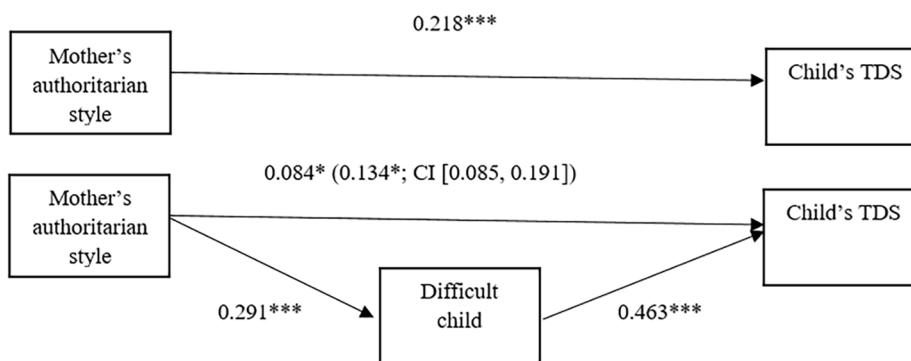 0.218***
Mother's
authoritarian
style
Child's TDS
0.084* (0.134*; CI [0.085, 0.191])
Mother's
authoritarian
style
Child's TDS
Difficult
child
0.291***
0.463***